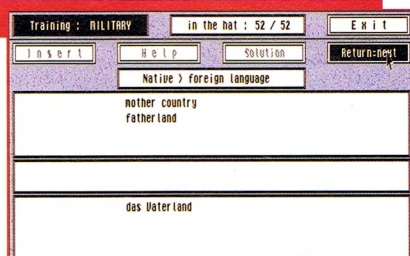 Training : MILITARY in the hat : 52 / 52 Exit
Insert Help Solution Return=next
Native > foreign language
mother country
fatherland
das Vaterland